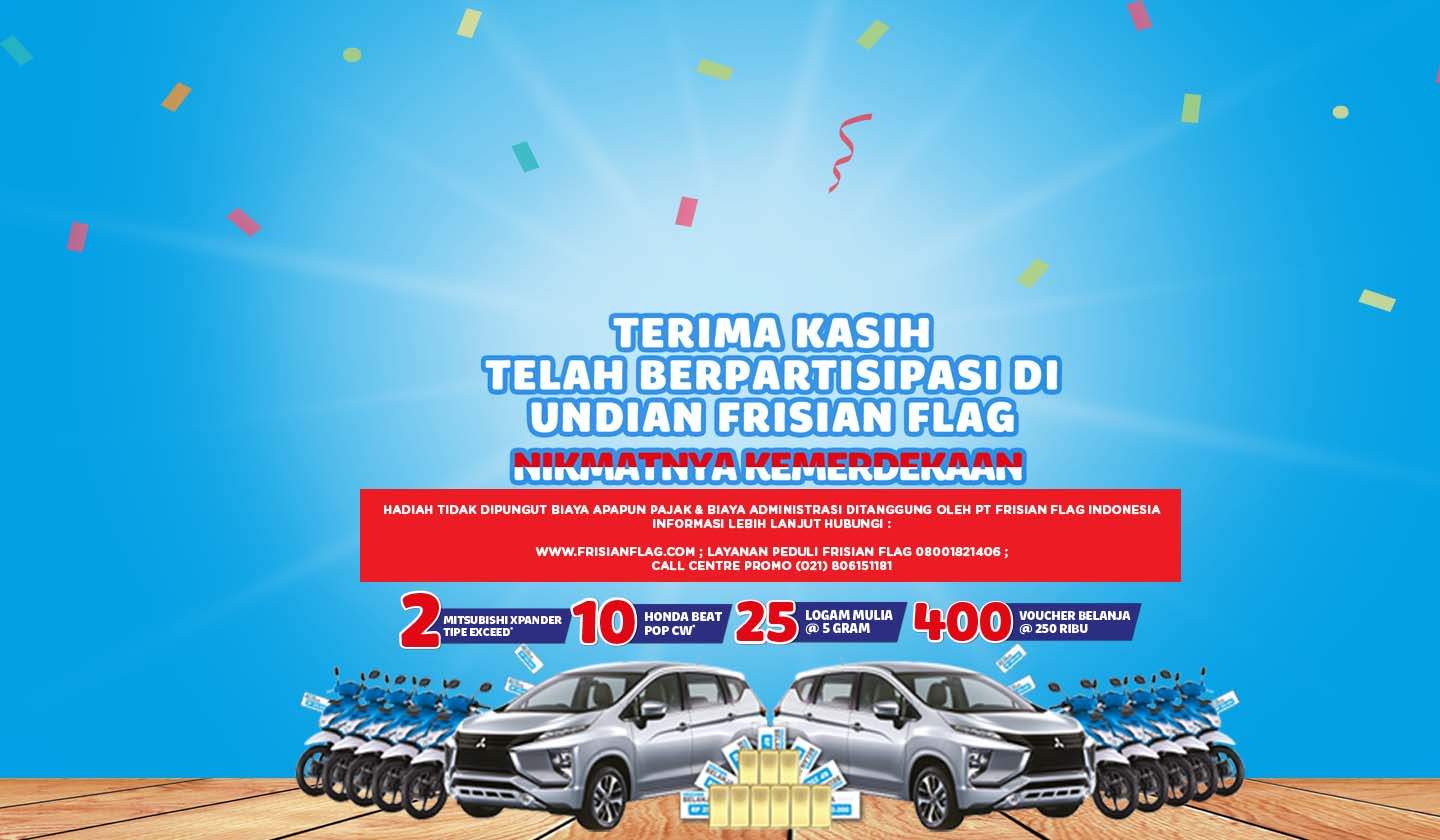 TERIMA KASIH
TELAH BERPARTISIPASI DI
UNDIAN FRISIAN FLAG
NIKMATNYA KEMERDEKAAN
HADIAH TIDAK DIPUNGUT BIAYA APAPUN PAJAK & BIAYA ADMINISTRASI DITANGGUNG OLEH PT FRISIAN FLAG INDONESIA
INFORMASI LEBIH LANJUT HUBUNGI :
WWW.FRISIANFLAG.COM ; LAYANAN PEDULI FRISIAN FLAG 08001821406 ;
CALL CENTRE PROMO (021) 806151181
2 MITSUBISHI XPANDER
TIPE EXCEED*
10 HONDA BEAT
POP CW*
25 LOGAM MULIA
@ 5 GRAM
400 VOUCHER BELANJA
@ 250 RIBU